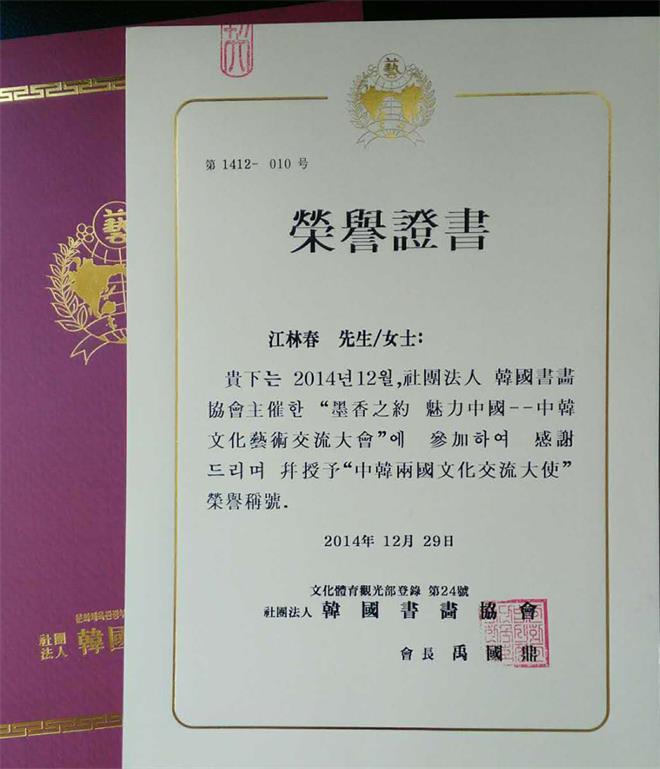 藝
第 1412- 010 号
榮譽證書
江林春 先生/女士:
貴下는 2014년12월,社團法人 韓國書畵
協會主催한 “墨香之約 魅力中國--中韓
文化藝術交流大會”에 參加하여 感謝
드리며 幷授予“中韓兩國文化交流大使”
榮譽稱號.
2014年 12月 29日
文化體育觀光部登錄 第24號
社團法人 韓國書畵協會
會長 禹國鼎
藝
社團
法人 韓國